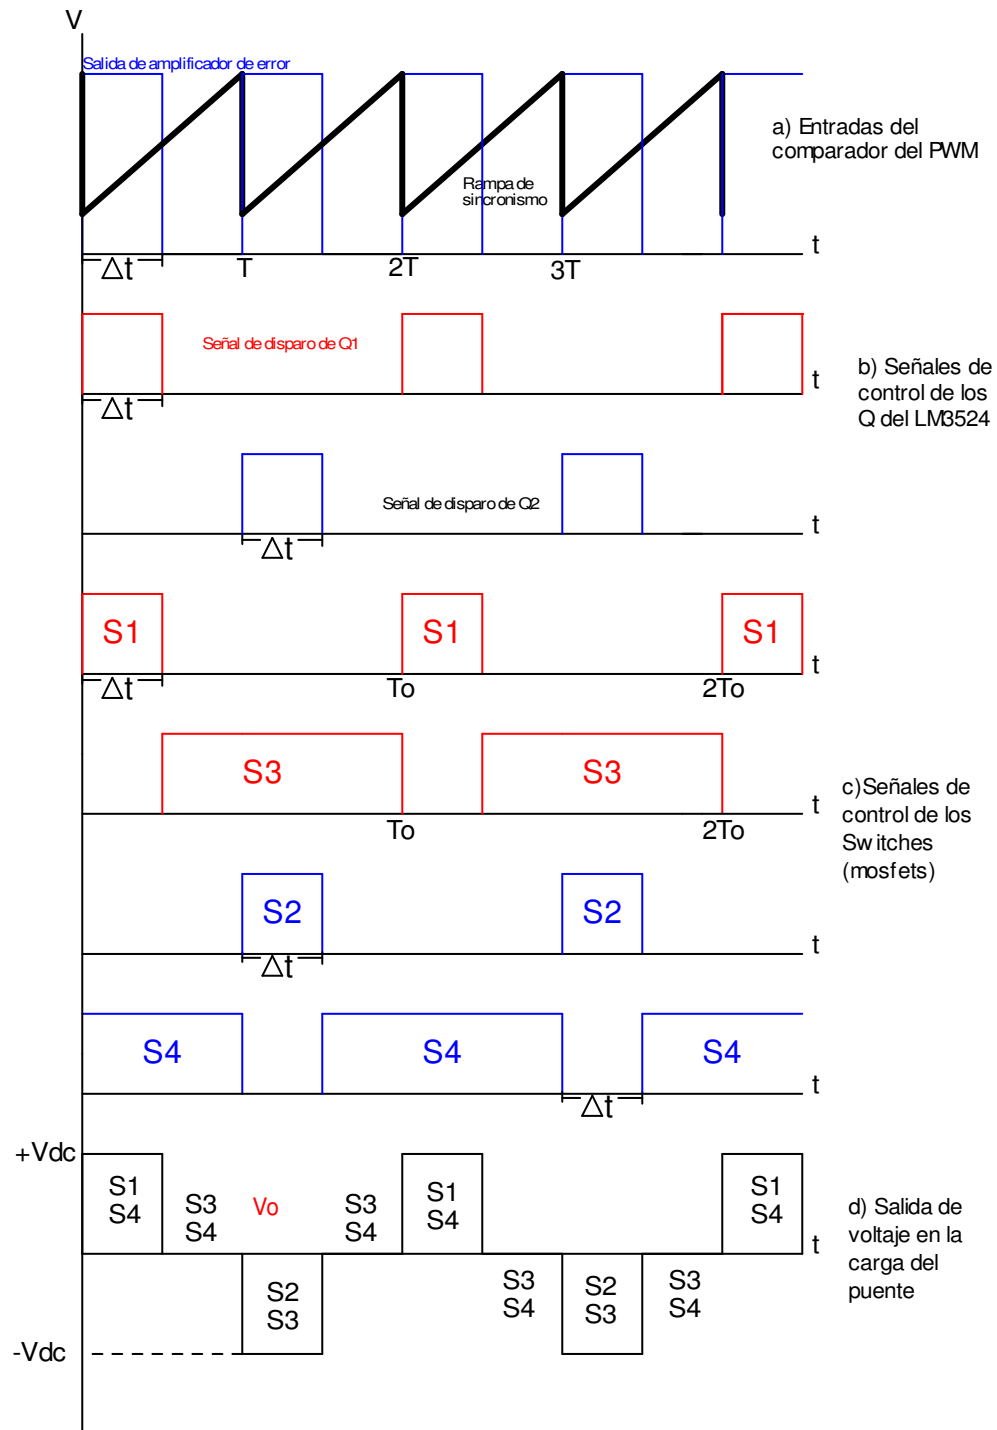 V
Salida de amplificador de error
a) Entradas del
comparador del PWM
Rampa de
sincronismo
t
Δt
T
2T
3T
Señal de disparo de Q1
t
Δt
b) Señales de
control de los
Q del LM3524
Señal de disparo de Q2
t
Δt
S1
S1
S1
t
Δt
To
2To
S3
S3
t
To
2To
c)Señales de
control de los
Switches
(mosfets)
S2
S2
t
Δt
S4
S4
S4
t
Δt
+Vdc
S1
S4
S3
S4
Vo
S3
S4
S1
S4
S1
S4
t
S2
S3
S3
S4
S2
S3
S3
S4
-Vdc
d) Salida de
voltaje en la
carga del
puente